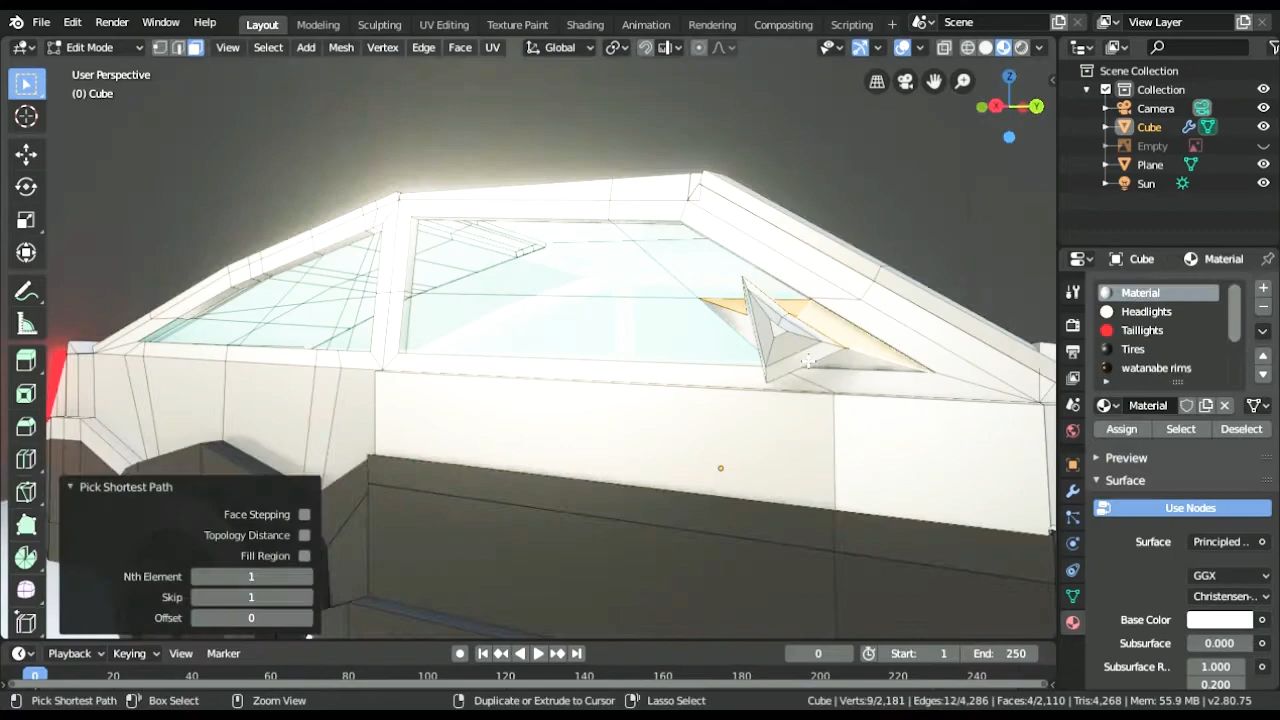 File Edit Render Window Help Layout Modeling Sculpting UV Editing Texture Paint Shading Animation Rendering Compositing Scripting + Scene View Layer
Edit Mode View Select Add Mesh Vertex Edge Face UV Global
User Perspective
(0) Cube
Z
X
Y
Scene Collection
Collection
Camera
Cube
Empty
Plane
Sun
Cube Material
Material
Headlights
Taillights
Tires
watanabe rims
Material
Assign Select Deselect
Preview
Surface
Use Nodes
Surface Principled ..
GGX
Christensen-..
Base Color
Subsurface 0.000
Subsurface R.. 1.000
0.200
Pick Shortest Path
Face Stepping
Topology Distance
Fill Region
Nth Element 1
Skip 1
Offset 0
Playback Keying View Marker 0 Start: 1 End: 250
0 20 40 60 80 100 120 140 160 180 200 220 240
Pick Shortest Path Box Select Zoom View Duplicate or Extrude to Cursor Lasso Select Cube | Verts:9/2,181 | Edges:12/4,286 | Faces:4/2,110 | Tris:4,268 | Mem: 55.9 MB | v2.80.75